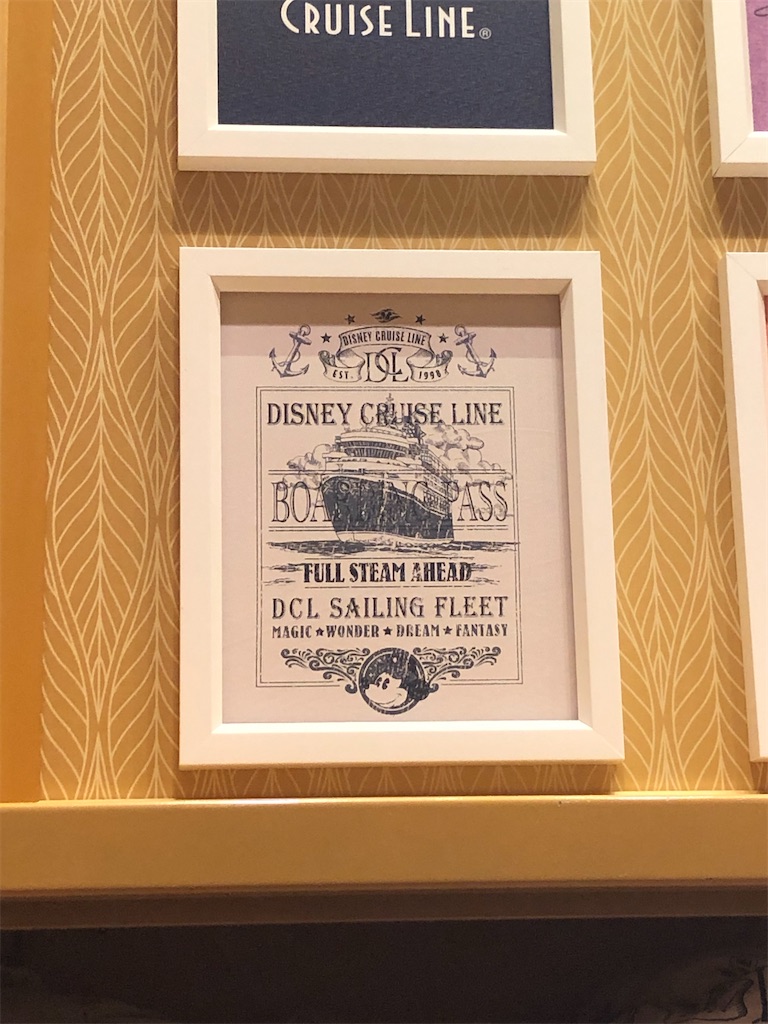 CRUISE LINE®
DISNEY CRUISE LINE
EST. DCL 1998
DISNEY CRUISE LINE
BOARDING PASS
FULL STEAM AHEAD
DCL SAILING FLEET
MAGIC ★ WONDER ★ DREAM ★ FANTASY